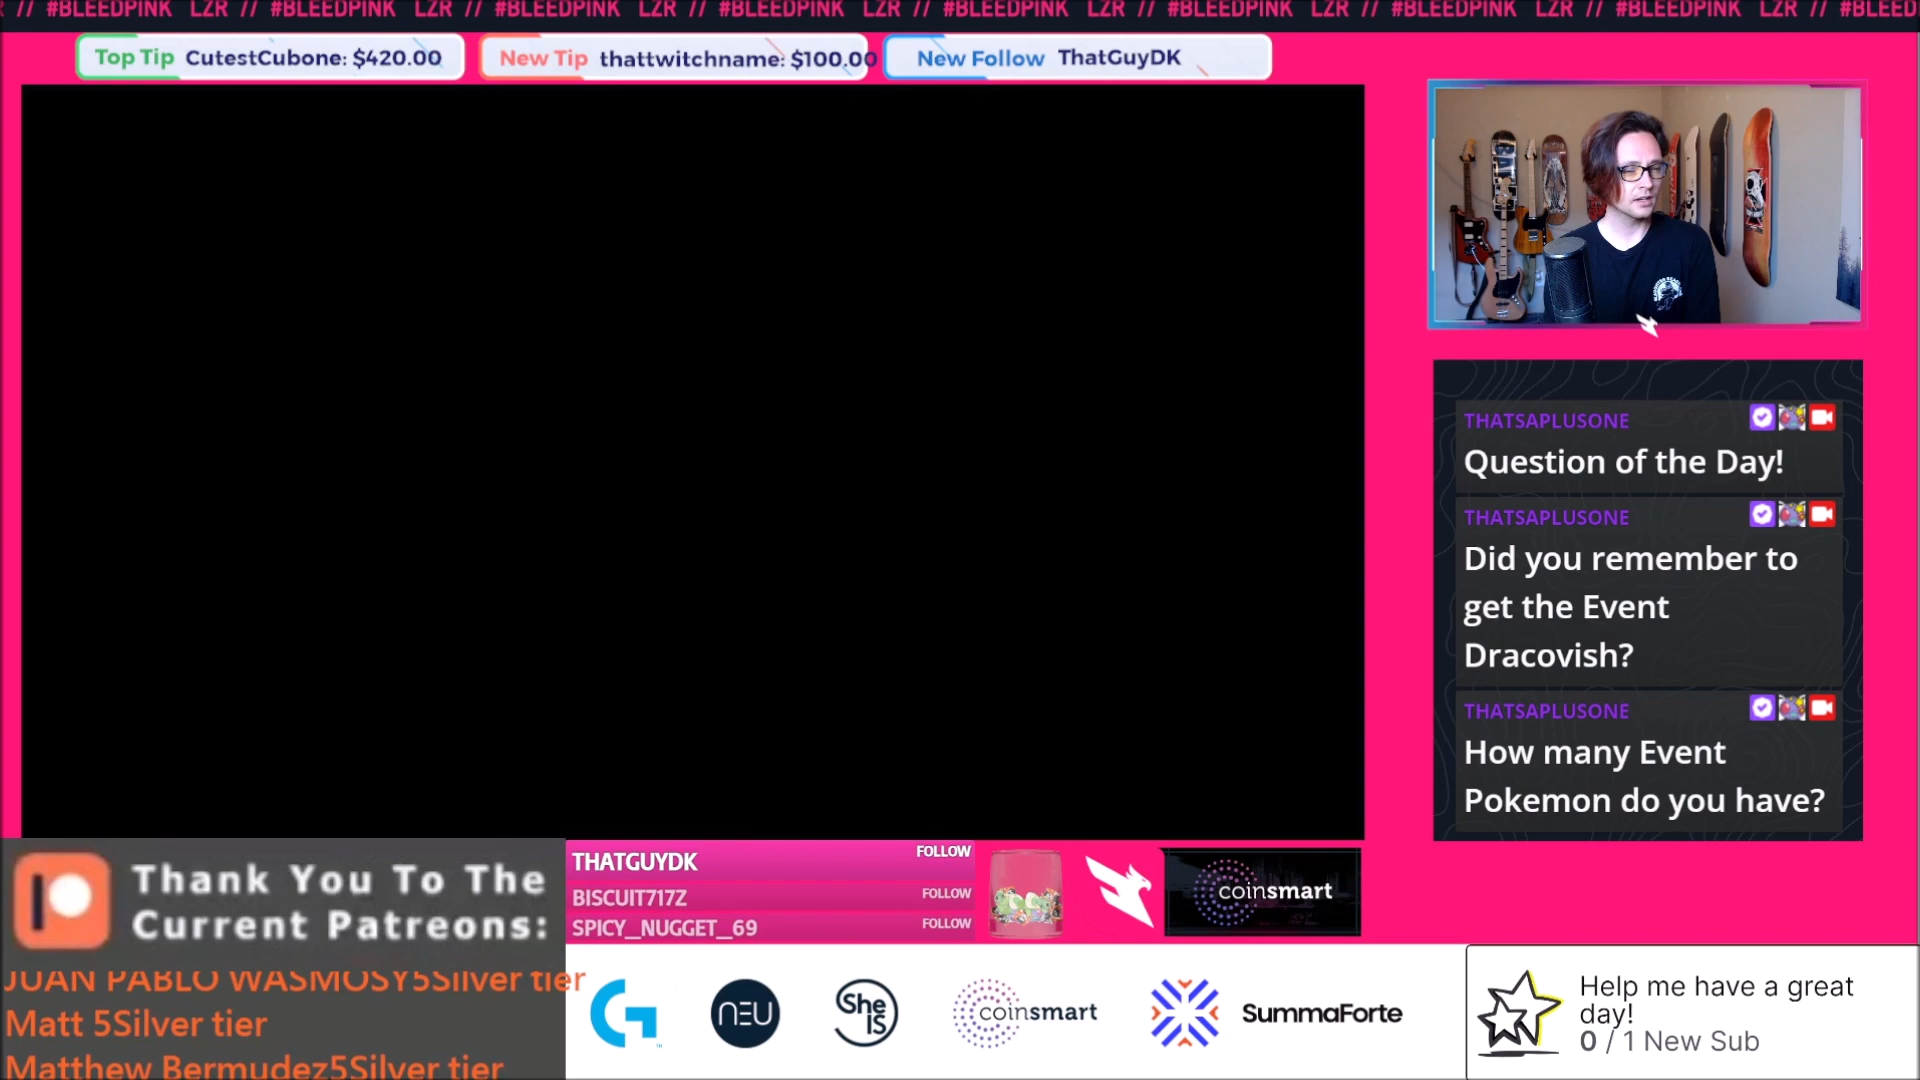 // #BLEEDPINK LZR // #BLEEDPINK LZR // #BLEEDPINK LZR // #BLEEDPINK LZR // #BLEEDPINK LZR // #BLEEDPINK LZR // #BLEEDPINK LZR // #BLEEDPINK LZR // #BLEED
Top Tip CutestCubone: $420.00
New Tip thattwitchname: $100.00
New Follow ThatGuyDK
THATSAPLUSONE
Question of the Day!
THATSAPLUSONE
Did you remember to
get the Event
Dracovish?
THATSAPLUSONE
How many Event
Pokemon do you have?
Thank You To The
Current Patreons:
JUAN PABLO WASMOSY5Silver tier
Matt 5Silver tier
Matthew Bermudez5Silver tier
THATGUYDK FOLLOW
BISCUIT717Z FOLLOW
SPICY_NUGGET_69 FOLLOW
coinsmart
NEU
She
IS
coinsmart
SummaForte
Help me have a great
day!
0 / 1 New Sub